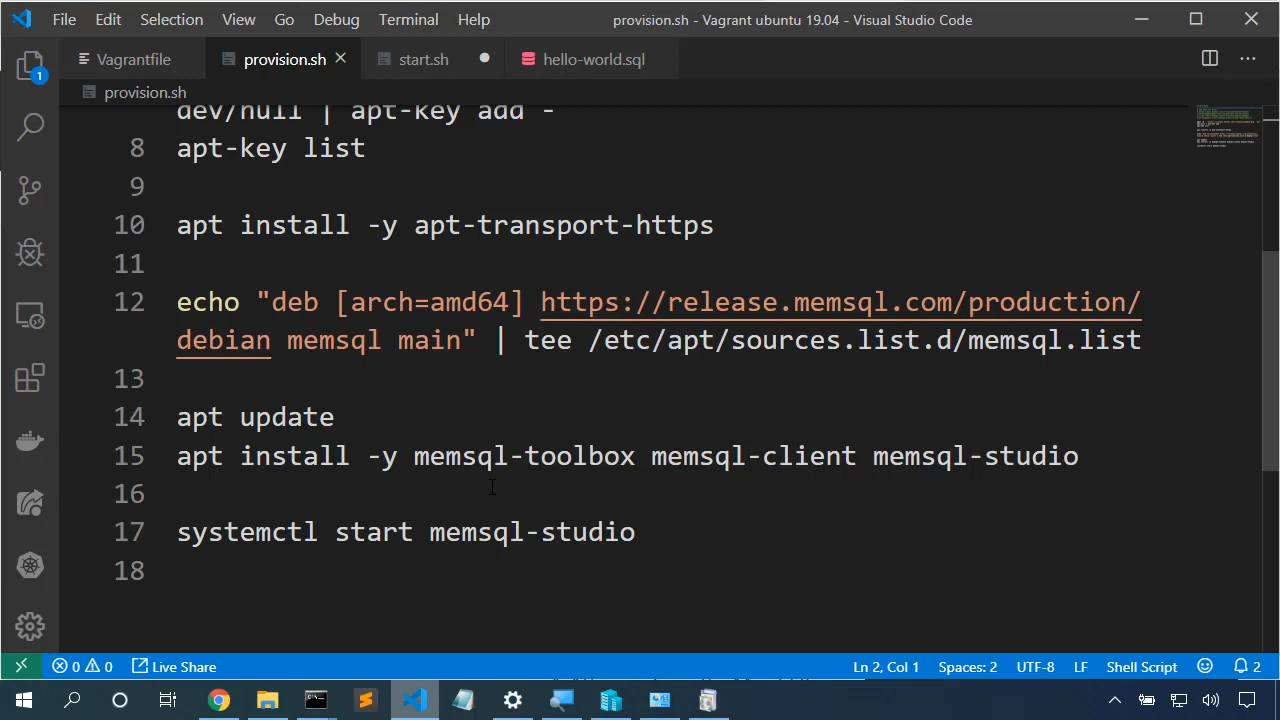 File Edit Selection View Go Debug Terminal Help provision.sh - Vagrant ubuntu 19.04 - Visual Studio Code
Vagrantfile provision.sh start.sh hello-world.sql
provision.sh
dev/null | apt-key add -
8 apt-key list
9
10 apt install -y apt-transport-https
11
12 echo "deb [arch=amd64] https://release.memsql.com/production/
debian memsql main" | tee /etc/apt/sources.list.d/memsql.list
13
14 apt update
15 apt install -y memsql-toolbox memsql-client memsql-studio
16
17 systemctl start memsql-studio
18
1
0 0 Live Share Ln 2, Col 1 Spaces: 2 UTF-8 LF Shell Script 2